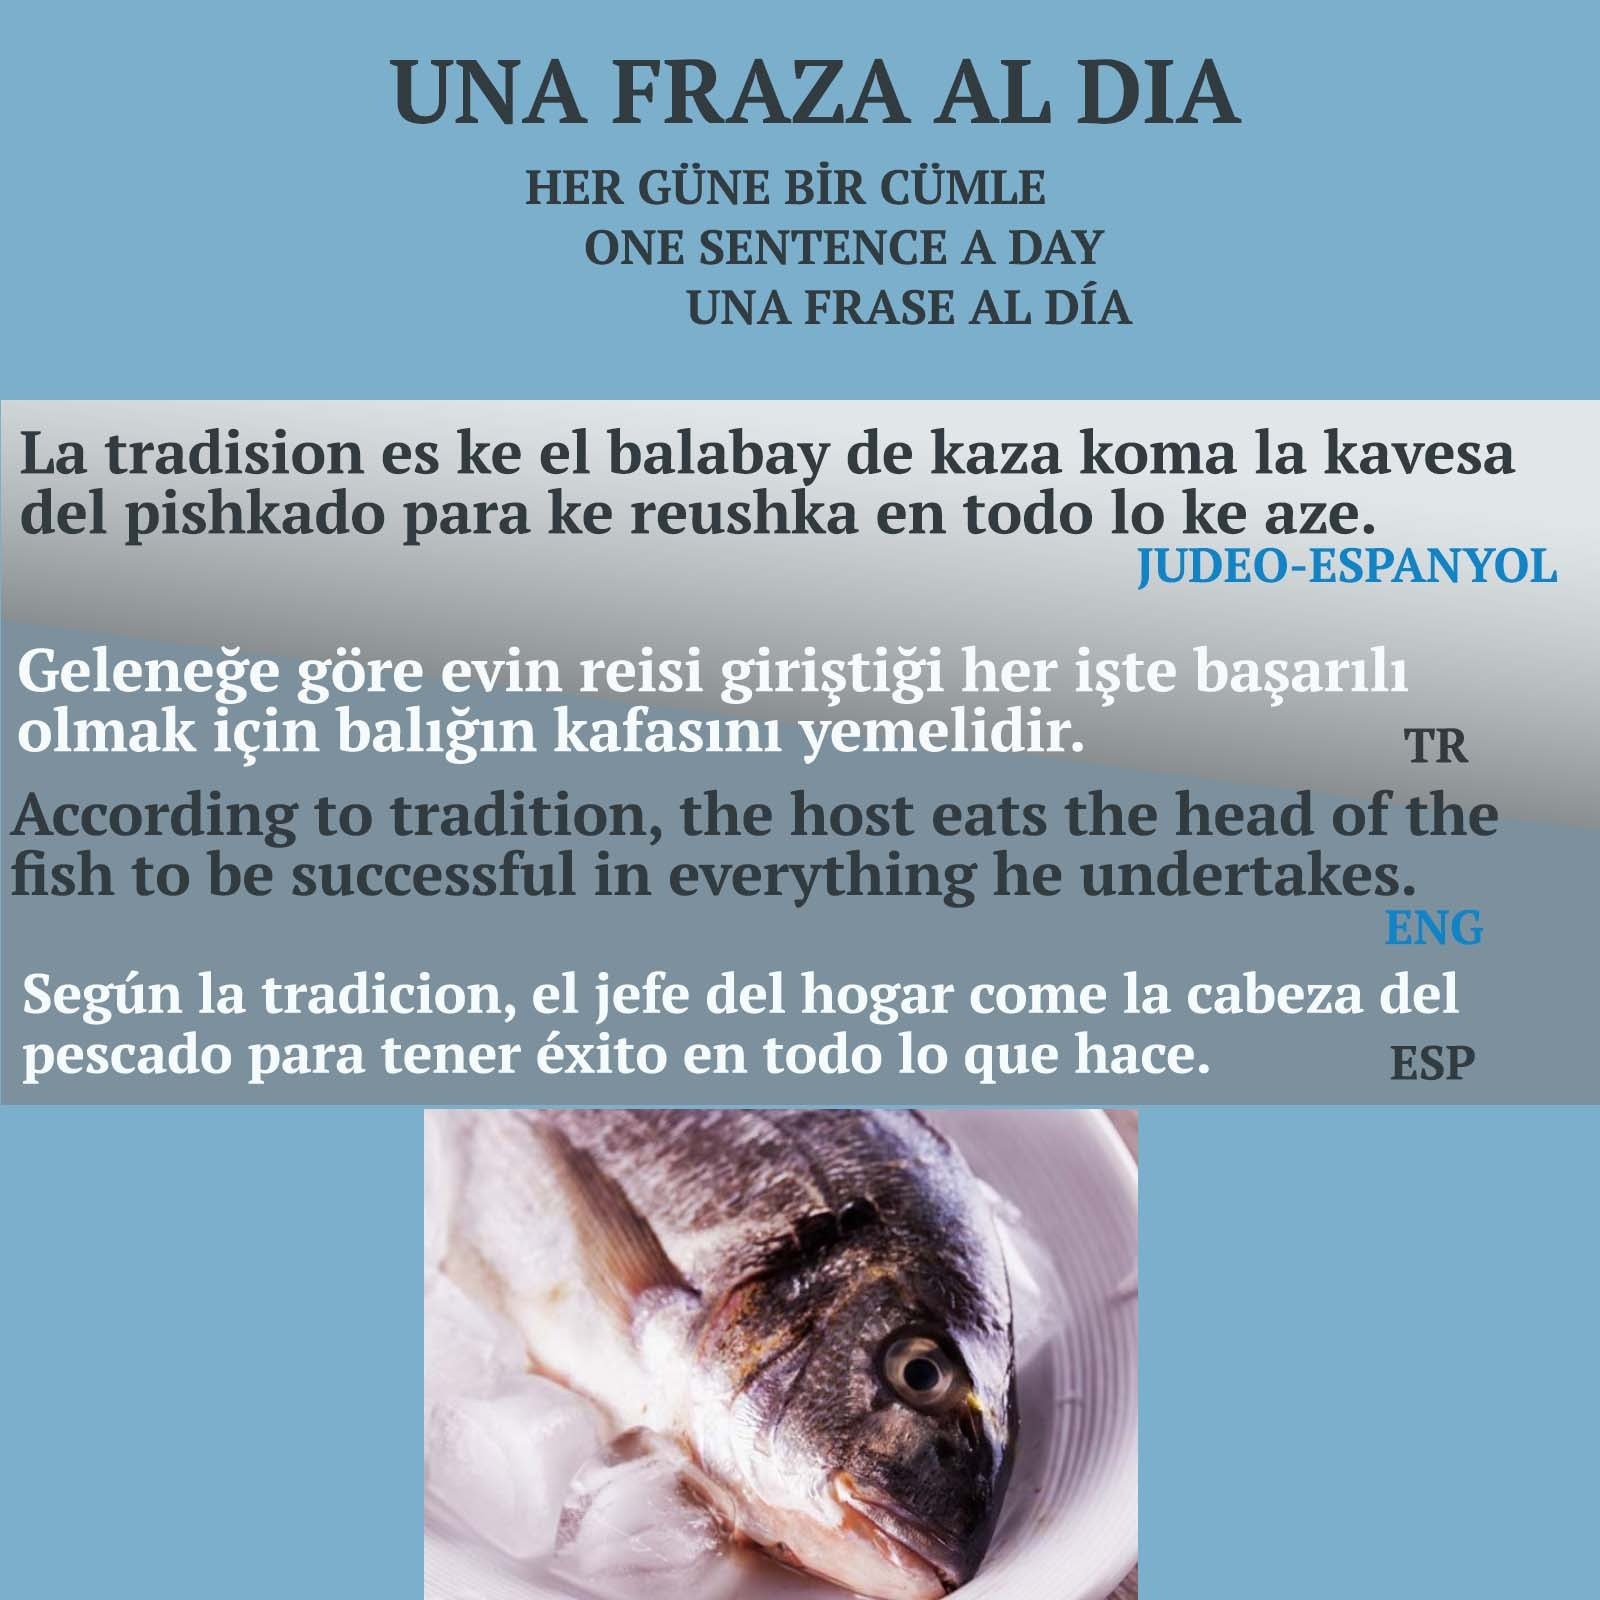 UNA FRAZA AL DIA
HER GÜNE BİR CÜMLE
ONE SENTENCE A DAY
UNA FRASE AL DÍA
La tradision es ke el balabay de kaza koma la kavesa
del pishkado para ke reushka en todo lo ke aze.
JUDEO-ESPANYOL
Geleneğe göre evin reisi giriştiği her işte başarılı
olmak için balığın kafasını yemelidir.
TR
According to tradition, the host eats the head of the
fish to be successful in everything he undertakes.
ENG
Según la tradicion, el jefe del hogar come la cabeza del
pescado para tener éxito en todo lo que hace.
ESP